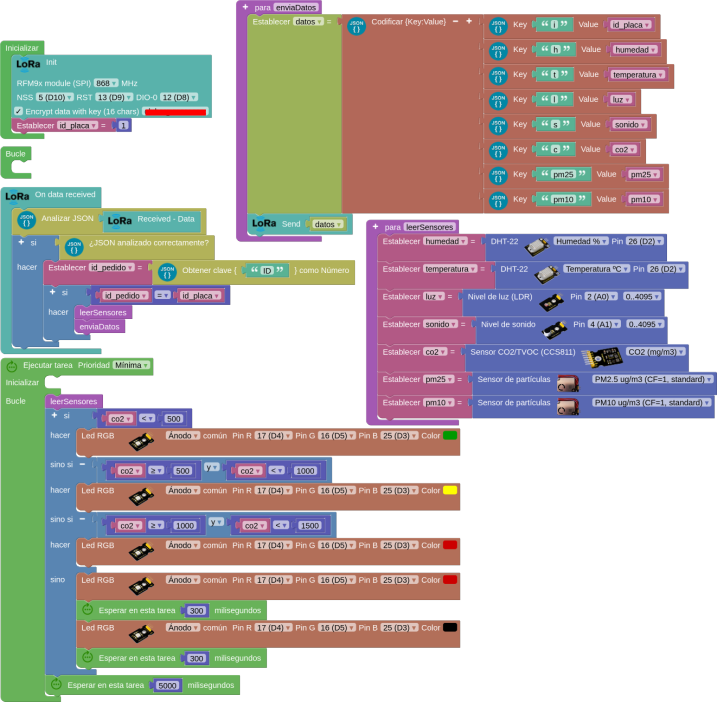 Inicializar
LoRa Init
RFM9x module (SPI) 868 MHz
NSS 5 (D10) RST 13 (D9) DIO-0 12 (D8)
Encrypt data with key (16 chars)
Establecer id_placa = 1
Bucle
LoRa On data received
JSON { } Analizar JSON LoRa Received - Data
si JSON { } ¿JSON analizado correctamente?
hacer Establecer id_pedido = JSON { } Obtener clave { “ ID ” } como Número
si id_pedido = id_placa
hacer leerSensores
enviaDatos
para enviaDatos
Establecer datos = JSON { } Codificar {Key:Value} − +
JSON { } Key “ i ” Value id_placa
JSON { } Key “ h ” Value humedad
JSON { } Key “ t ” Value temperatura
JSON { } Key “ l ” Value luz
JSON { } Key “ s ” Value sonido
JSON { } Key “ c ” Value co2
JSON { } Key “ pm25 ” Value pm25
JSON { } Key “ pm10 ” Value pm10
LoRa Send datos
para leerSensores
Establecer humedad = DHT-22 Humedad % Pin 26 (D2)
Establecer temperatura = DHT-22 Temperatura ºC Pin 26 (D2)
Establecer luz = Nivel de luz (LDR) Pin 2 (A0) 0..4095
Establecer sonido = Nivel de sonido Pin 4 (A1) 0..4095
Establecer co2 = Sensor CO2/TVOC (CCS811) CO2 (mg/m3)
Establecer pm25 = Sensor de partículas PM2.5 ug/m3 (CF=1, standard)
Establecer pm10 = Sensor de partículas PM10 ug/m3 (CF=1, standard)
Ejecutar tarea Prioridad Mínima
Inicializar
Bucle leerSensores
si co2 < 500
hacer Led RGB Ánodo común Pin R 17 (D4) Pin G 16 (D5) Pin B 25 (D3) Color
sino si − co2 ≥ 500 y co2 < 1000
hacer Led RGB Ánodo común Pin R 17 (D4) Pin G 16 (D5) Pin B 25 (D3) Color
sino si − co2 ≥ 1000 y co2 < 1500
hacer Led RGB Ánodo común Pin R 17 (D4) Pin G 16 (D5) Pin B 25 (D3) Color
sino Led RGB Ánodo común Pin R 17 (D4) Pin G 16 (D5) Pin B 25 (D3) Color
Esperar en esta tarea 300 milisegundos
Led RGB Ánodo común Pin R 17 (D4) Pin G 16 (D5) Pin B 25 (D3) Color
Esperar en esta tarea 300 milisegundos
Esperar en esta tarea 5000 milisegundos